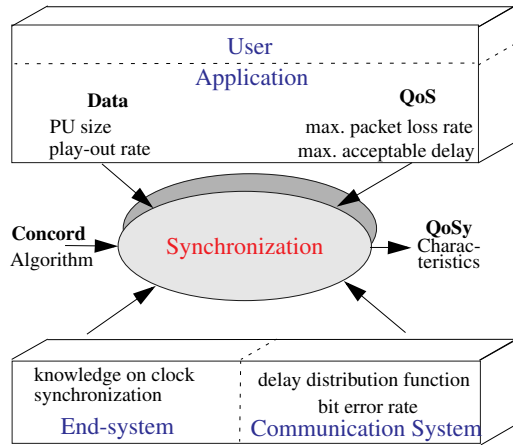 User
Application
Data
PU size
play-out rate
QoS
max. packet loss rate
max. acceptable delay
Concord
Algorithm
Synchronization
QoSy
Charac-
teristics
knowledge on clock
synchronization
End-system
delay distribution function
bit error rate
Communication System